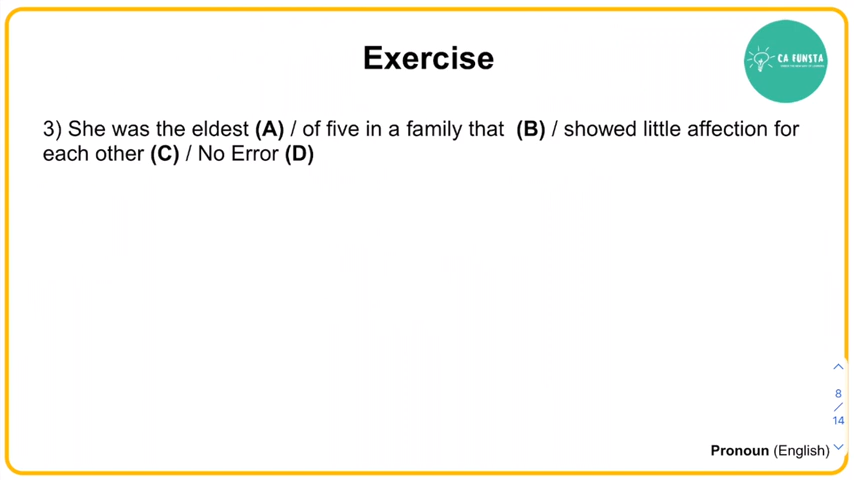 Exercise
CA FUNSTA
3) She was the eldest (A) / of five in a family that (B) / showed little affection for
each other (C) / No Error (D)
8
/
14
Pronoun (English)